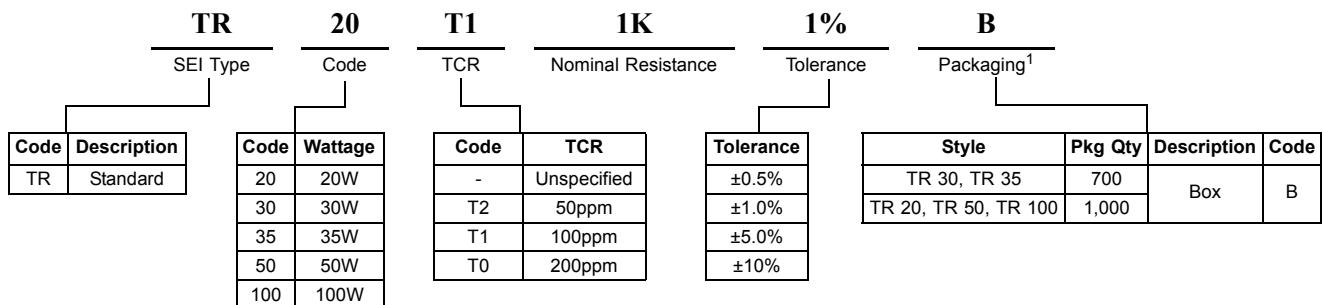 TR 20 T1 1K 1% B
SEI Type Code TCR Nominal Resistance Tolerance Packaging1
Code Description
TR Standard
Code Wattage
20 20W
30 30W
35 35W
50 50W
100 100W
Code TCR
- Unspecified
T2 50ppm
T1 100ppm
T0 200ppm
Tolerance
±0.5%
±1.0%
±5.0%
±10%
Style Pkg Qty Description Code
TR 30, TR 35 700 Box B
TR 20, TR 50, TR 100 1,000